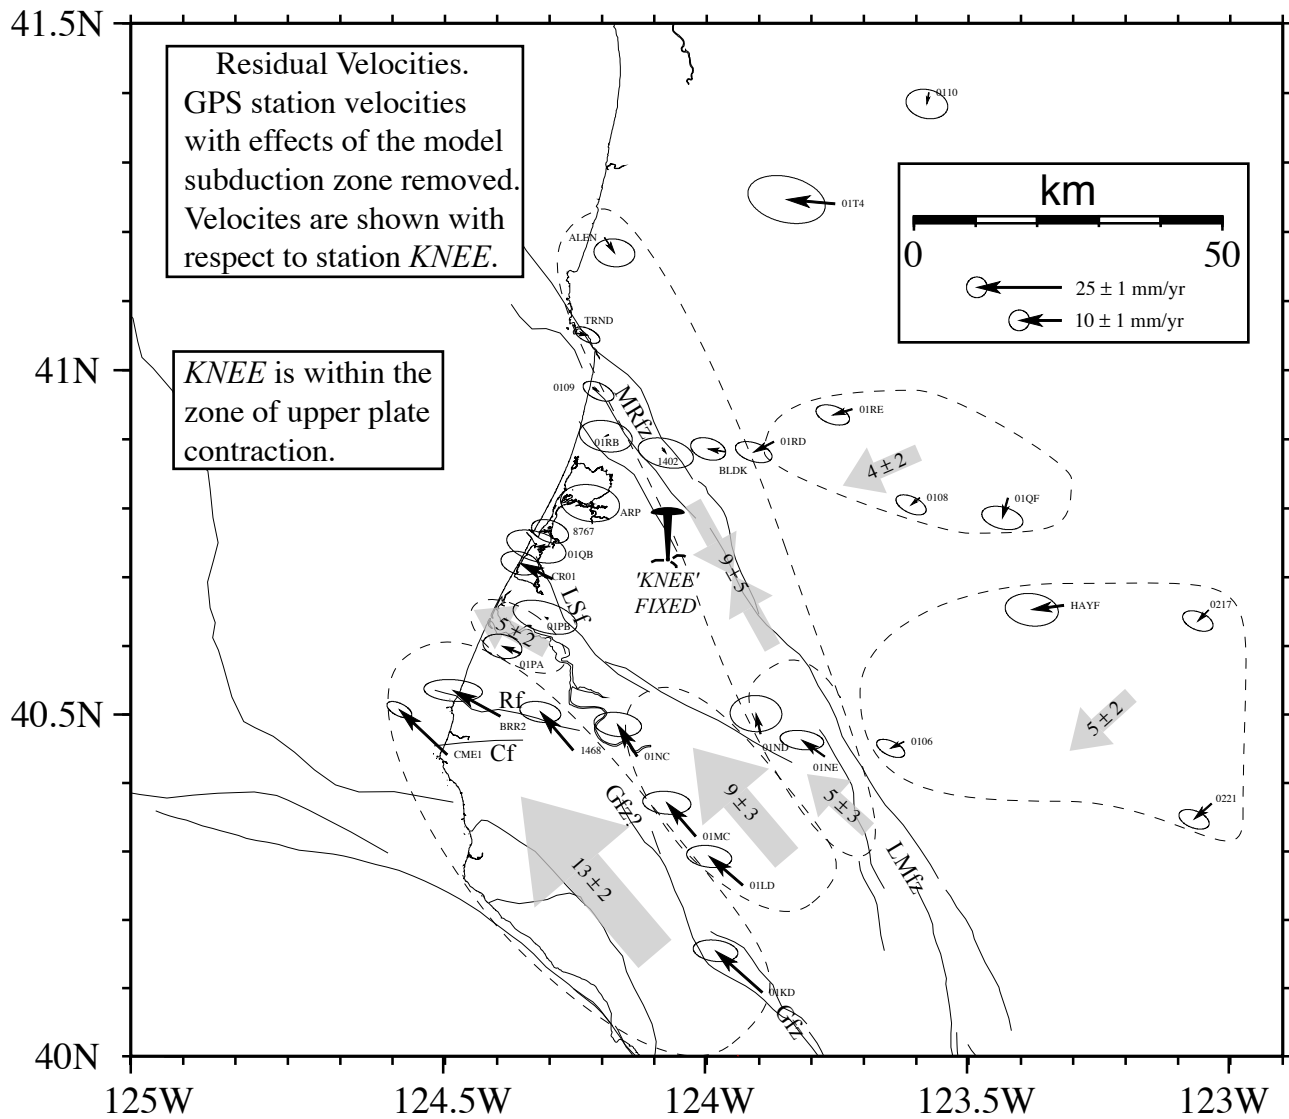 41.5N
Residual Velocities.
GPS station velocities
with effects of the model
subduction zone removed.
Velocites are shown with
respect to station KNEE.
0110
km
0 50
25 ± 1 mm/yr
10 ± 1 mm/yr
01T4
ALEN
TRND
41N
KNEE is within the
zone of upper plate
contraction.
0109
MRfz
01RE
01RB
1402
BLDK
01RD
4 ± 2
0108
01QF
ARP
8767
01QB
CR01
'KNEE'
FIXED
9 ± 5
LSf
01PB
5 ± 2
01PA
HAYF
0217
40.5N
Rf
BRR2
Cf
CME1
1468
01NC
01ND
01NE
0106
5 ± 2
Gfz?
9 ± 3
5 ± 3
0221
01MC
01LD
LMfz
13 ± 2
01KD
Gfz
40N
125W 124.5W 124W 123.5W 123W